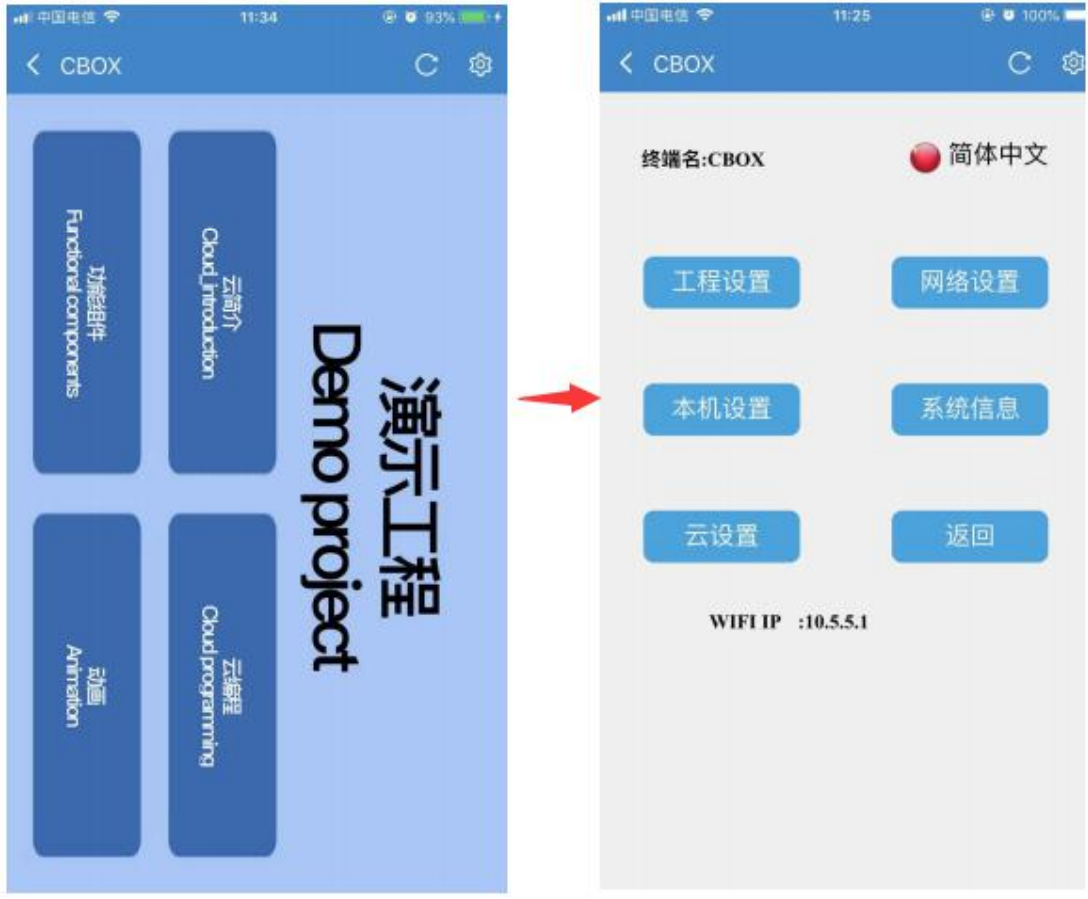 中国电信 11:34 93%
CBOX
演示工程
Demo project
云简介
Cloud_introduction
云编程
Cloud programming
功能组件
Functional components
动画
Animation
中国电信 11:25 100%
CBOX
终端名:CBOX
简体中文
工程设置
网络设置
本机设置
系统信息
云设置
返回
WIFI IP :10.5.5.1